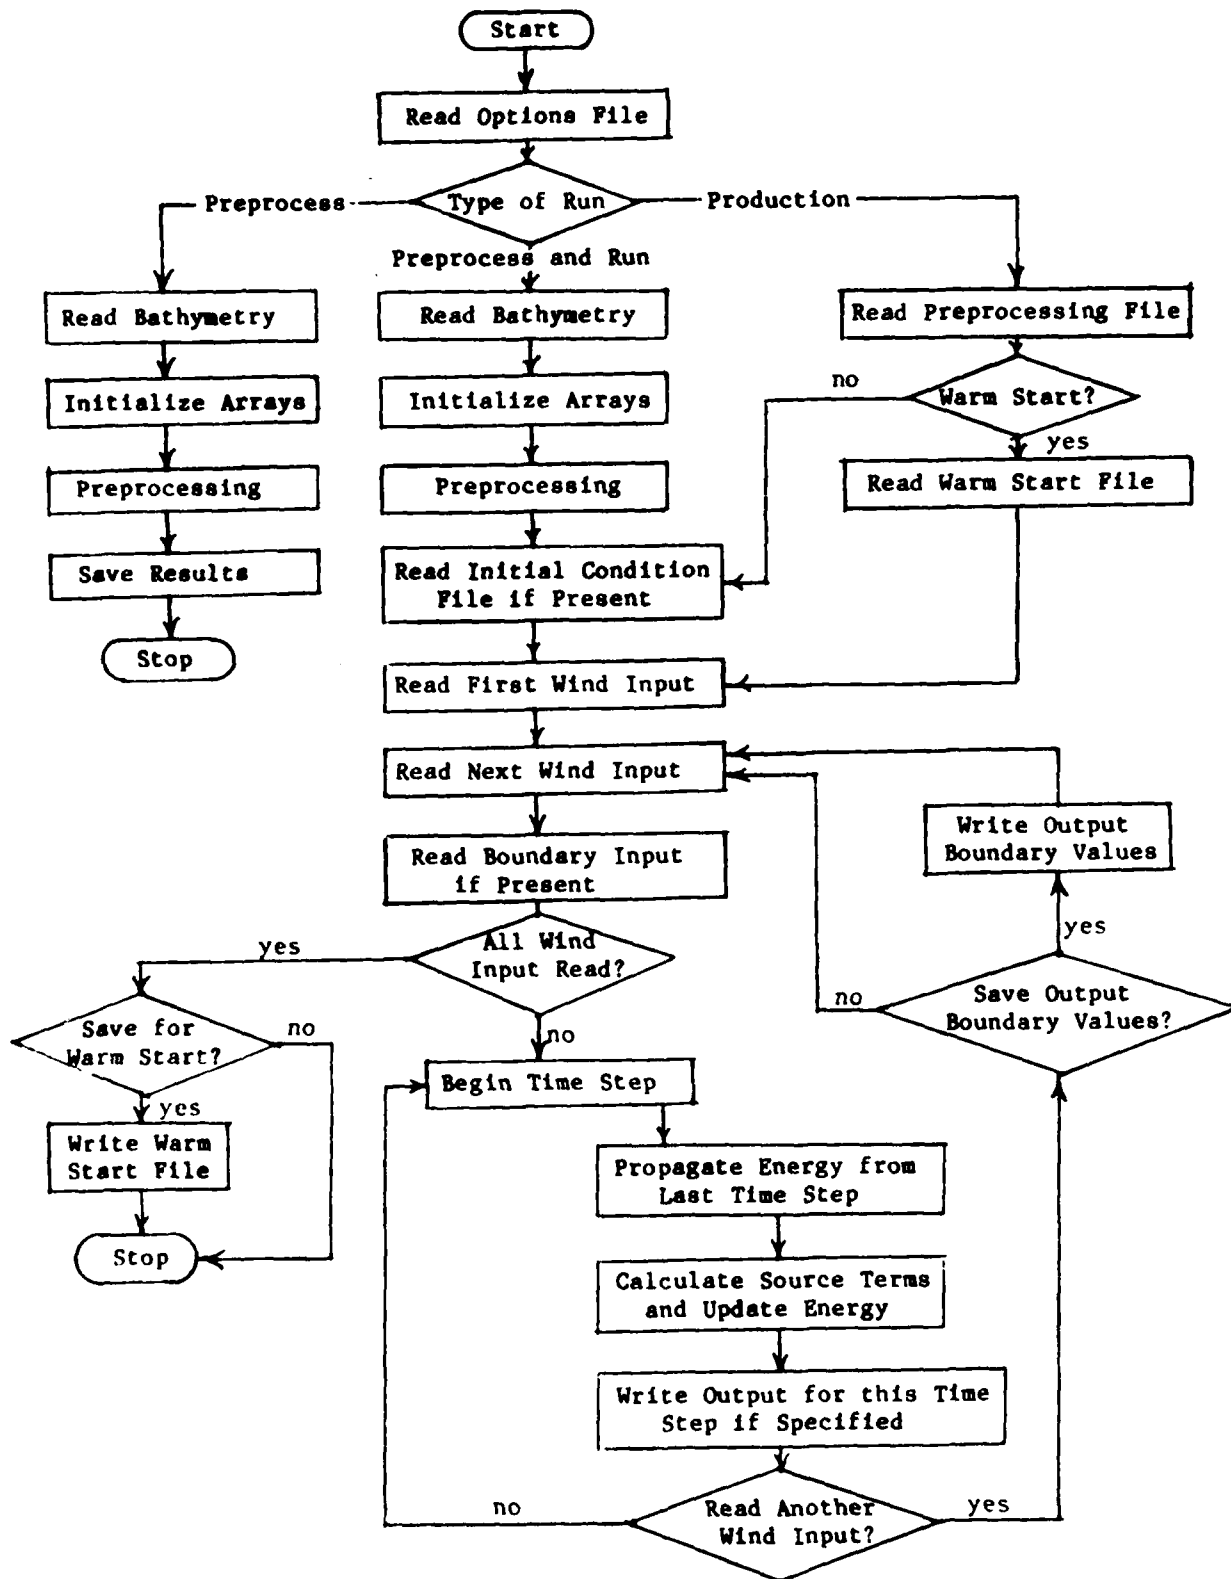 Start
Read Options File
Preprocess
Type of Run
Production
Preprocess and Run
Read Bathymetry
Read Bathymetry
Read Preprocessing File
Initialize Arrays
Initialize Arrays
no
Warm Start?
yes
Preprocessing
Preprocessing
Read Warm Start File
Save Results
Read Initial Condition
File if Present
Stop
Read First Wind Input
Read Next Wind Input
Write Output
Boundary Values
Read Boundary Input
if Present
yes
yes
All Wind
Input Read?
no
Save Output
Boundary Values?
Save for
Warm Start?
no
no
Begin Time Step
yes
Write Warm
Start File
Propagate Energy from
Last Time Step
Stop
Calculate Source Terms
and Update Energy
Write Output for this Time
Step if Specified
no
Read Another
Wind Input?
yes